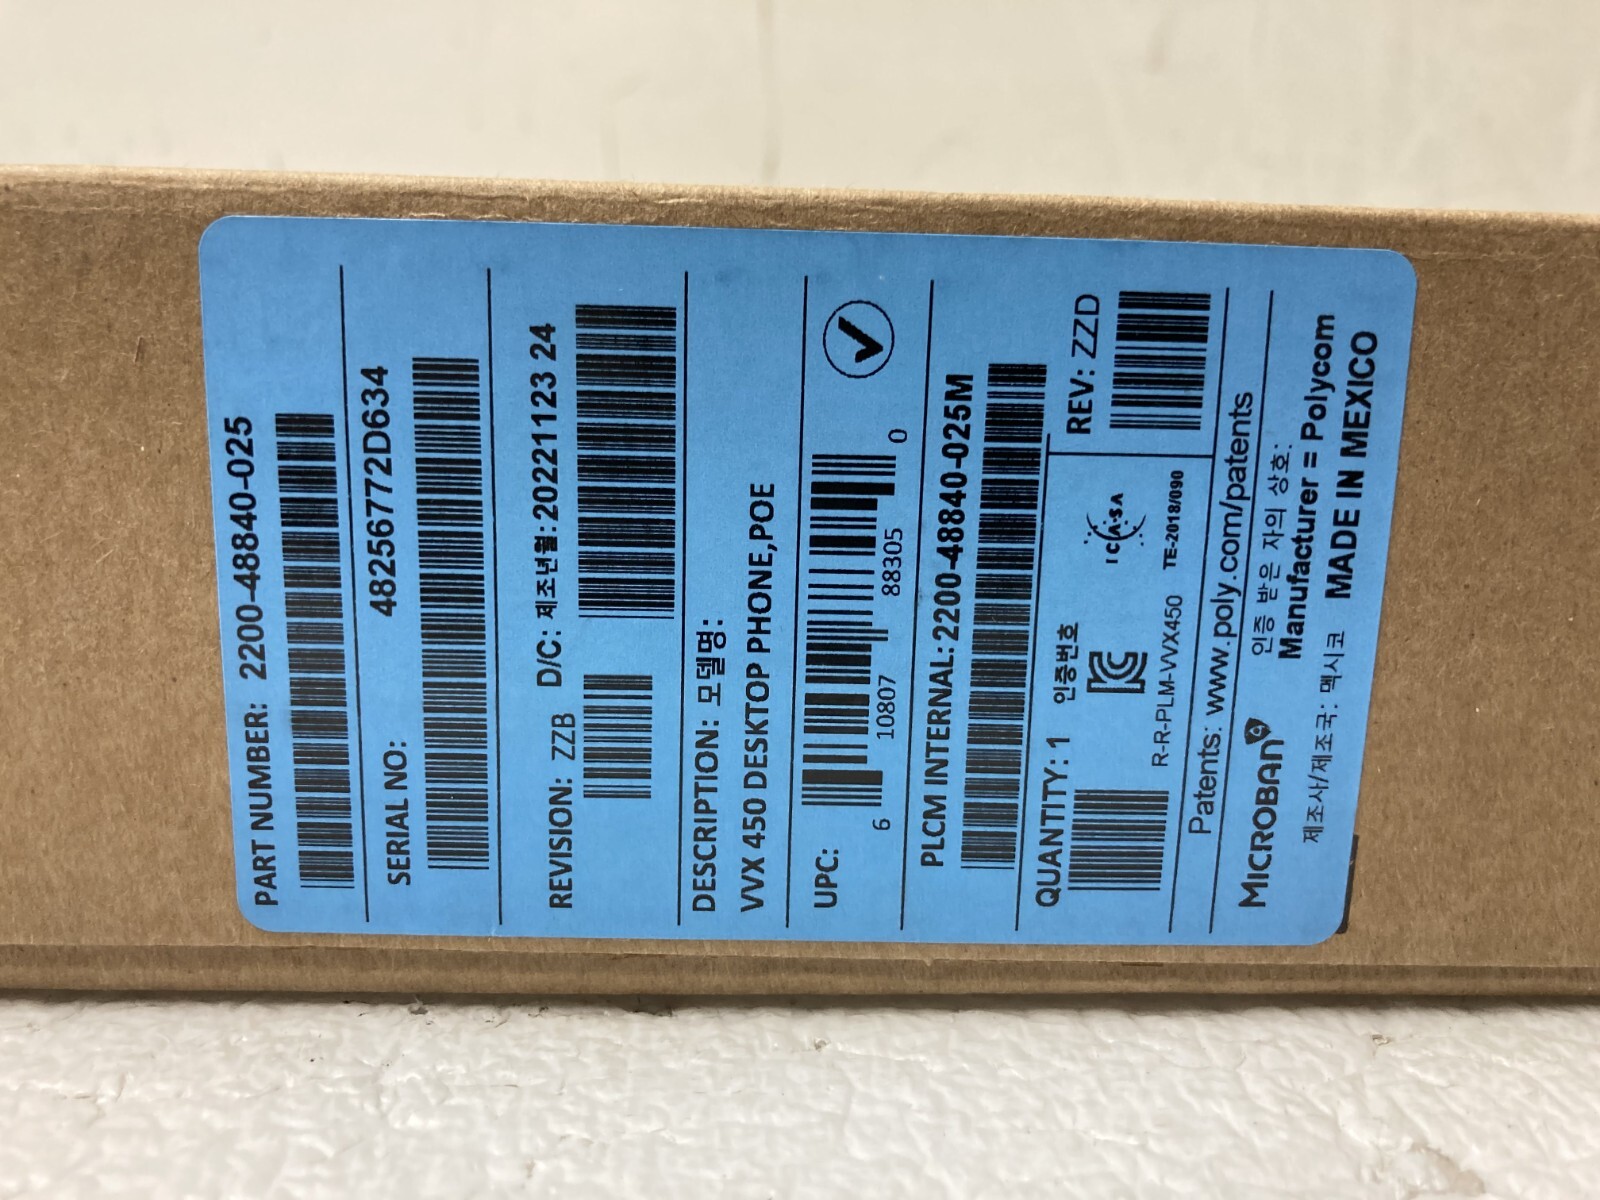 PART NUMBER: 2200-48840-025
SERIAL NO: 48256772D634
REVISION: ZZB D/C: 제조년월: 20221123 24
DESCRIPTION: 모델명:
VVX 450 DESKTOP PHONE,POE
UPC:
6 10807 88305 0
PLCM INTERNAL: 2200-48840-025M
QUANTITY: 1 인증번호 REV: ZZD
ICASA
R-R-PLM-VVX450 TE-2018/090
Patents: www.poly.com/patents
MICROBAN 인증 받은 자의 상호:
Manufacturer = Polycom
제조사/제조국: 멕시코 MADE IN MEXICO